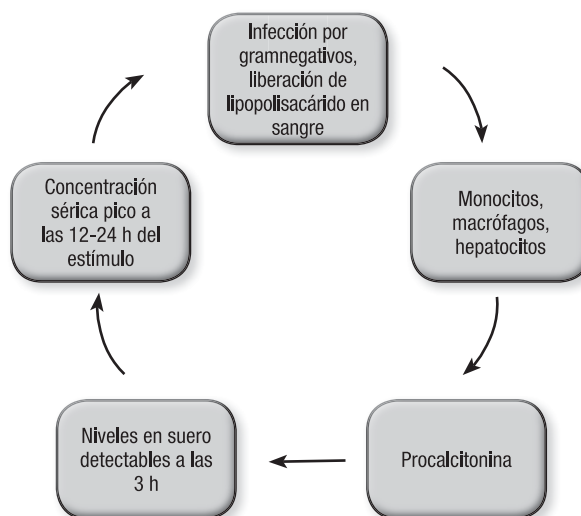 Infección por
gramnegativos,
liberación de
lipopolisacárido en
sangre
Monocitos,
macrófagos,
hepatocitos
Procalcitonina
Niveles en suero
detectables a las
3 h
Concentración
sérica pico a
las 12-24 h del
estímulo